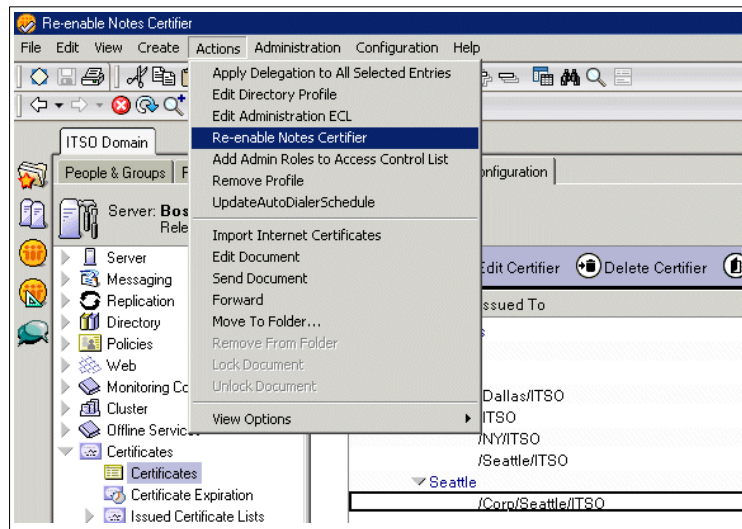 Re-enable Notes Certifier
File Edit View Create Actions Administration Configuration Help
Apply Delegation to All Selected Entries
Edit Directory Profile
Edit Administration ECL
Re-enable Notes Certifier
Add Admin Roles to Access Control List
Remove Profile
UpdateAutoDialerSchedule
Import Internet Certificates
Edit Document
Send Document
Forward
Move To Folder...
Remove From Folder
Lock Document
Unlock Document
View Options
ITSO Domain
People & Groups F
nfiguration
Server: Bos
Rele
Edit Certifier Delete Certifier
ssued To
Server
Messaging
Replication
Directory
Policies
Web
Monitoring Co
Cluster
Offline Service
Certificates
Certificates
Certificate Expiration
Issued Certificate Lists
s
Dallas/ITSO
ITSO
/NY/ITSO
/Seattle/ITSO
Seattle
/Corp/Seattle/ITSO